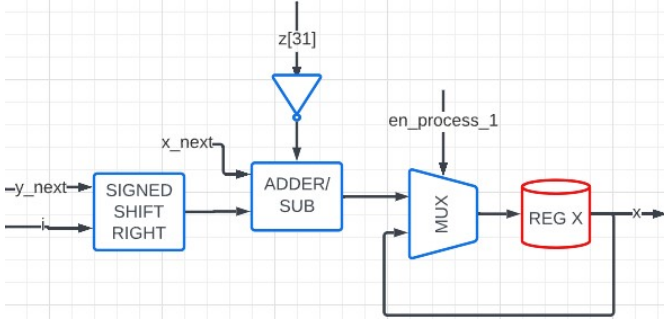 z[31]
en_process_1
x_next
y_next
i
SIGNED
SHIFT
RIGHT
ADDER/
SUB
MUX
REG X
x